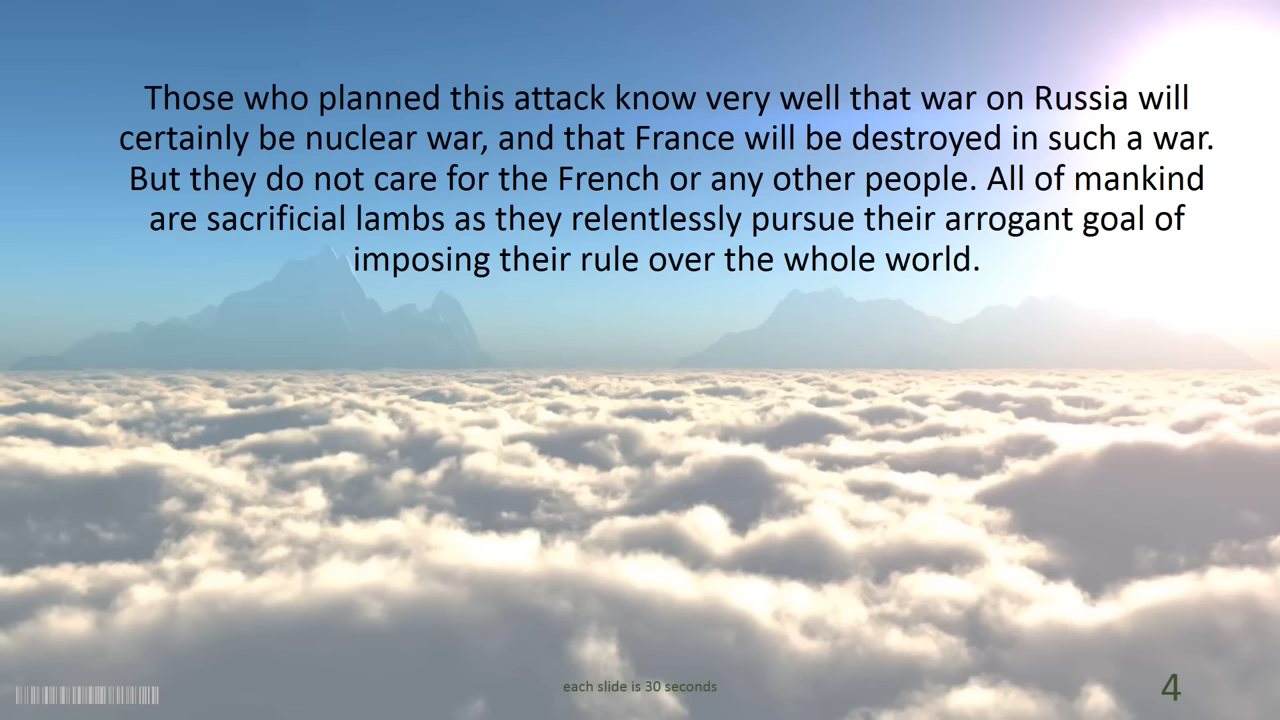 Those who planned this attack know very well that war on Russia will
certainly be nuclear war, and that France will be destroyed in such a war.
But they do not care for the French or any other people. All of mankind
are sacrificial lambs as they relentlessly pursue their arrogant goal of
imposing their rule over the whole world.
each slide is 30 seconds
4